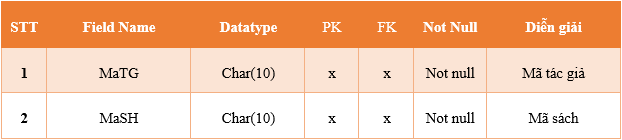 STT Field Name Datatype PK FK Not Null Diễn giải
1 MaTG Char(10) x x Not null Mã tác giả
2 MaSH Char(10) x x Not null Mã sách